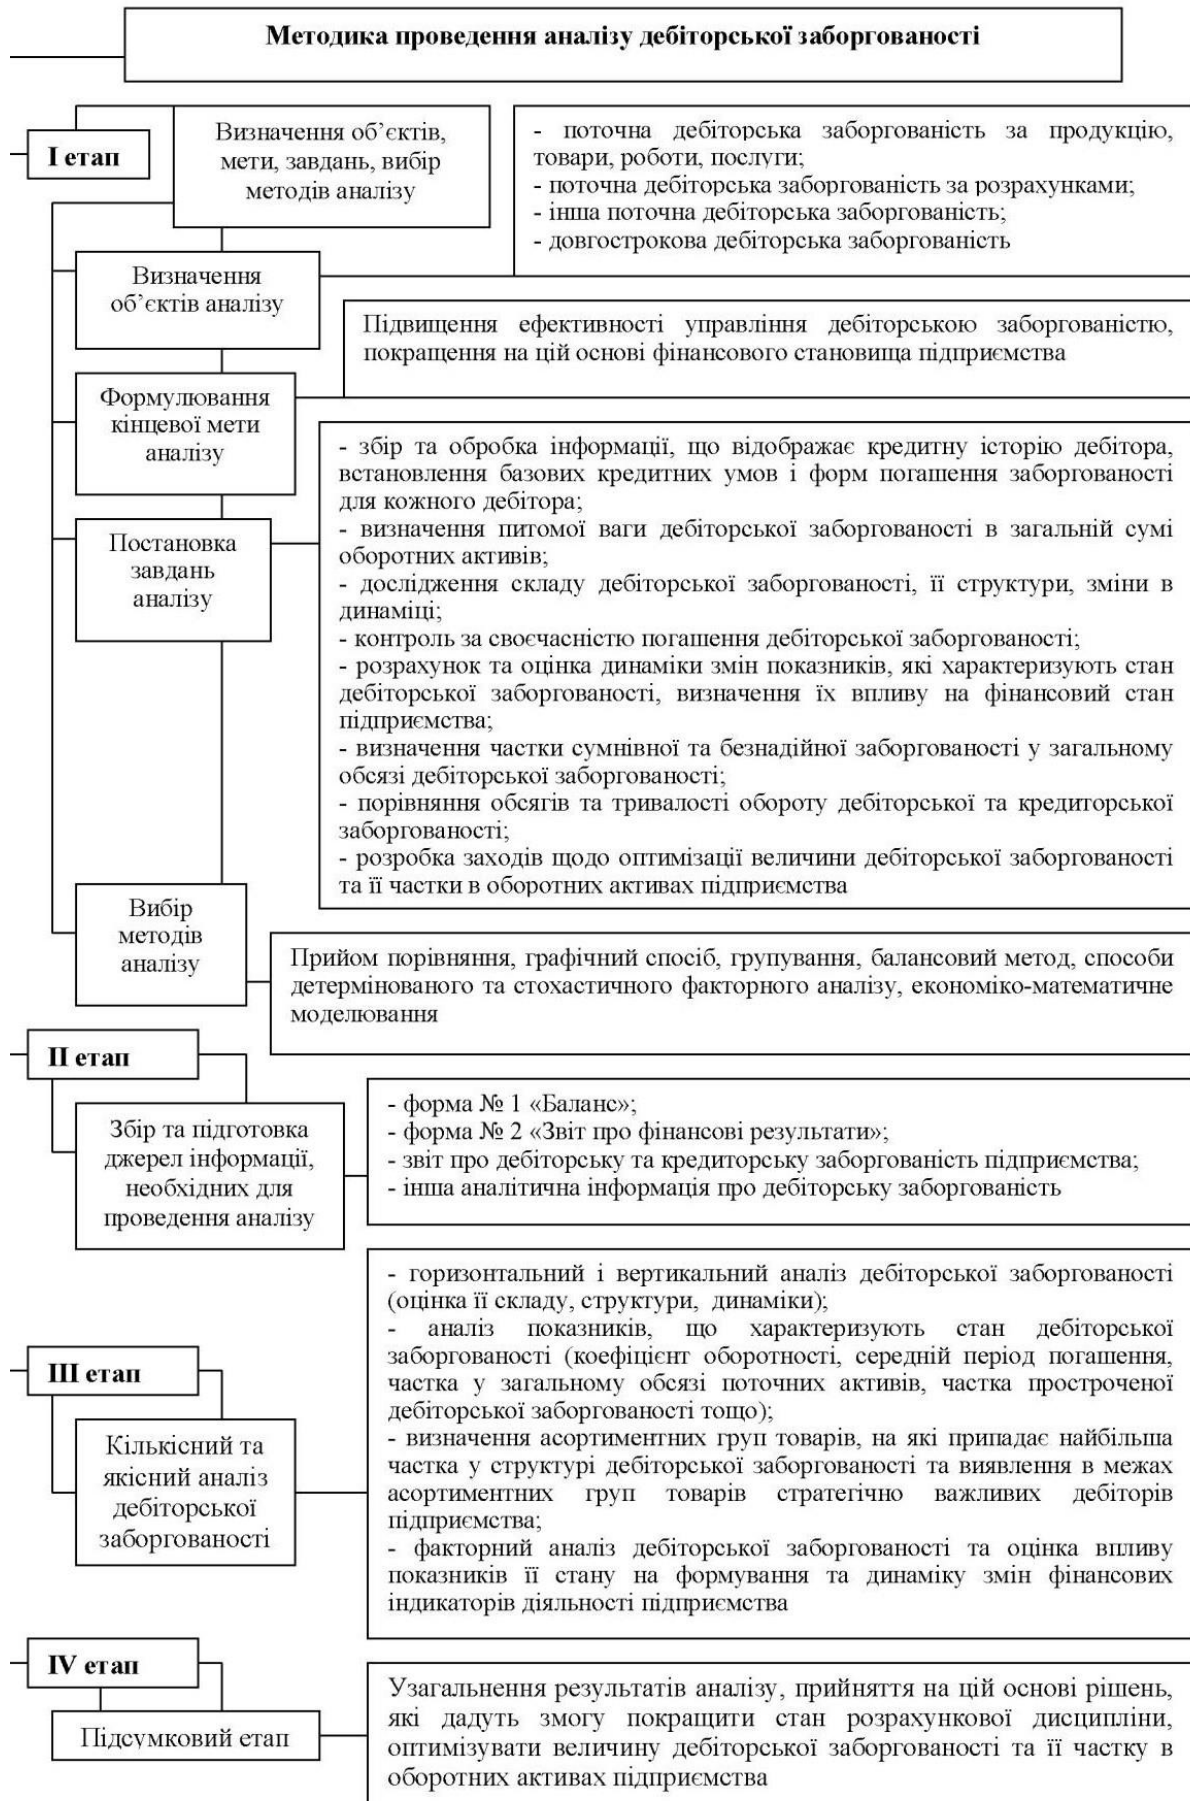 Методика проведення аналізу дебіторської заборгованості
І етап
Визначення об’єктів,
мети, завдань, вибір
методів аналізу
- поточна дебіторська заборгованість за продукцію,
товари, роботи, послуги;
- поточна дебіторська заборгованість за розрахунками;
- інша поточна дебіторська заборгованість;
- довгострокова дебіторська заборгованість
Визначення
об’єктів аналізу
Підвищення ефективності управління дебіторською заборгованістю,
покращення на цій основі фінансового становища підприємства
Формулювання
кінцевої мети
аналізу
- збір та обробка інформації, що відображає кредитну історію дебітора,
встановлення базових кредитних умов і форм погашення заборгованості
для кожного дебітора;
- визначення питомої ваги дебіторської заборгованості в загальній сумі
оборотних активів;
- дослідження складу дебіторської заборгованості, її структури, зміни в
динаміці;
- контроль за своєчасністю погашення дебіторської заборгованості;
- розрахунок та оцінка динаміки змін показників, які характеризують стан
дебіторської заборгованості, визначення їх впливу на фінансовий стан
підприємства;
- визначення частки сумнівної та безнадійної заборгованості у загальному
обсязі дебіторської заборгованості;
- порівняння обсягів та тривалості обороту дебіторської та кредиторської
заборгованості;
- розробка заходів щодо оптимізації величини дебіторської заборгованості
та її частки в оборотних активах підприємства
Постановка
завдань
аналізу
Вибір
методів
аналізу
Прийом порівняння, графічний спосіб, групування, балансовий метод, способи
детермінованого та стохастичного факторного аналізу, економіко-математичне
моделювання
ІІ етап
Збір та підготовка
джерел інформації,
необхідних для
проведення аналізу
- форма № 1 «Баланс»;
- форма № 2 «Звіт про фінансові результати»;
- звіт про дебіторську та кредиторську заборгованість підприємства;
- інша аналітична інформація про дебіторську заборгованість
ІІІ етап
Кількісний та
якісний аналіз
дебіторської
заборгованості
- горизонтальний і вертикальний аналіз дебіторської заборгованості
(оцінка її складу, структури, динаміки);
- аналіз показників, що характеризують стан дебіторської
заборгованості (коефіцієнт оборотності, середній період погашення,
частка у загальному обсязі поточних активів, частка простроченої
дебіторської заборгованості тощо);
- визначення асортиментних груп товарів, на які припадає найбільша
частка у структурі дебіторської заборгованості та виявлення в межах
асортиментних груп товарів стратегічно важливих дебіторів
підприємства;
- факторний аналіз дебіторської заборгованості та оцінка впливу
показників її стану на формування та динаміку змін фінансових
індикаторів діяльності підприємства
IV етап
Підсумковий етап
Узагальнення результатів аналізу, прийняття на цій основі рішень,
які дадуть змогу покращити стан розрахункової дисципліни,
оптимізувати величину дебіторської заборгованості та її частку в
оборотних активах підприємства